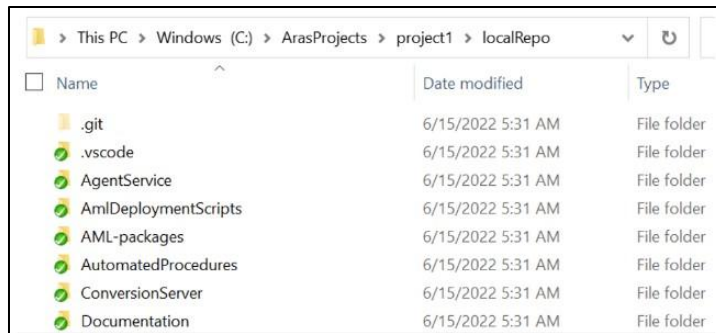 This PC > Windows (C:) > ArasProjects > project1 > localRepo
Name Date modified Type
.git 6/15/2022 5:31 AM File folder
.vscode 6/15/2022 5:31 AM File folder
AgentService 6/15/2022 5:31 AM File folder
AmlDeploymentScripts 6/15/2022 5:31 AM File folder
AML-packages 6/15/2022 5:31 AM File folder
AutomatedProcedures 6/15/2022 5:31 AM File folder
ConversionServer 6/15/2022 5:31 AM File folder
Documentation 6/15/2022 5:31 AM File folder